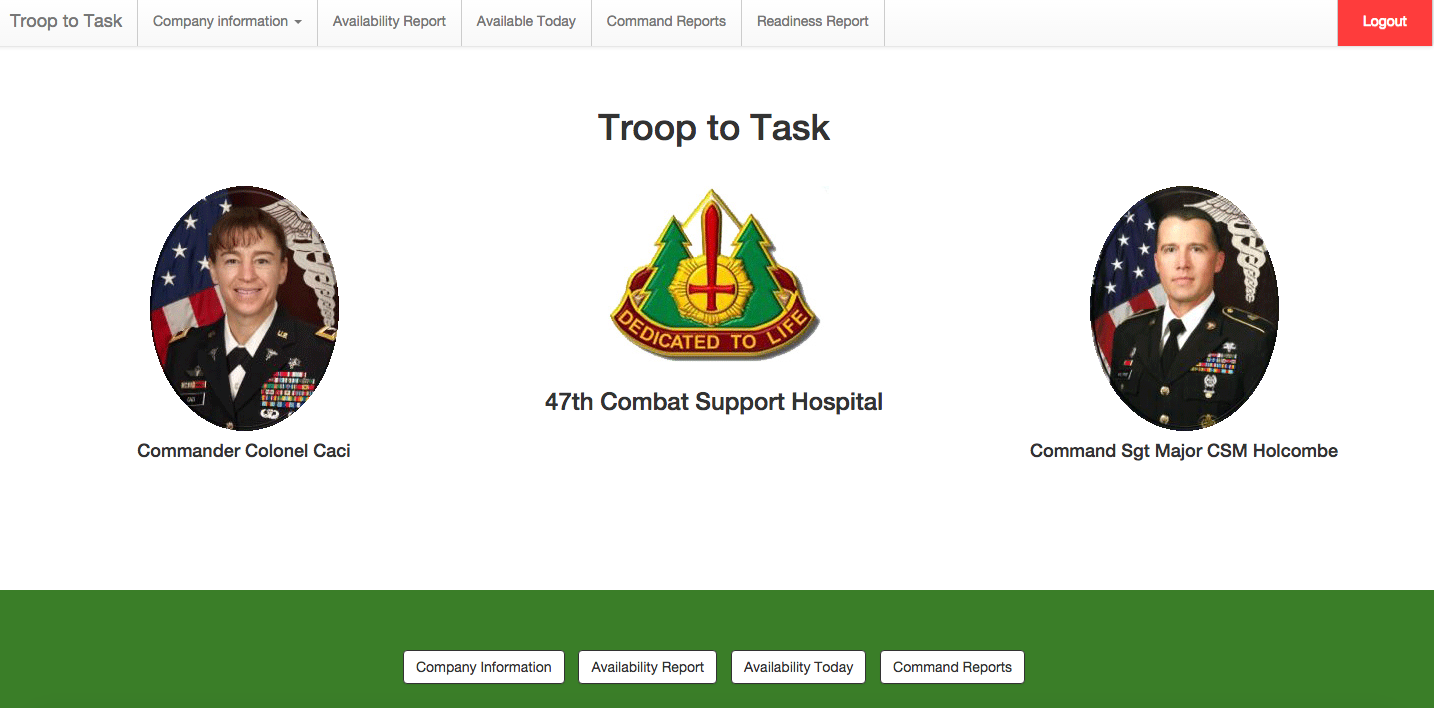 Troop to Task
Company information
Availability Report
Available Today
Command Reports
Readiness Report
Logout
Troop to Task
DEDICATED TO LIFE
47th Combat Support Hospital
U.S.
CACI
Commander Colonel Caci
Command Sgt Major CSM Holcombe
Company Information
Availability Report
Availability Today
Command Reports